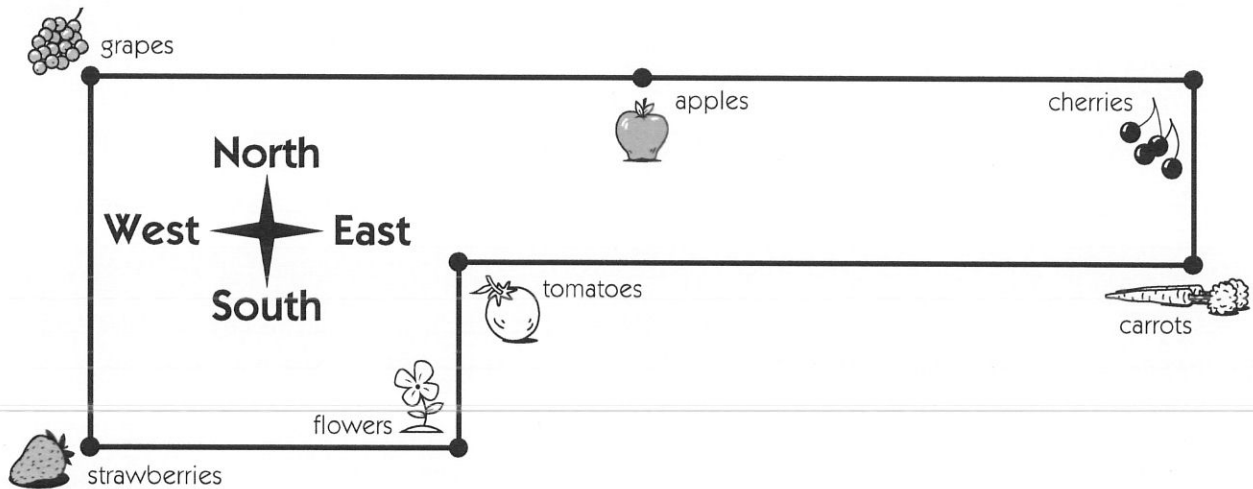 grapes
apples
cherries
North
West East
South
tomatoes
carrots
flowers
strawberries